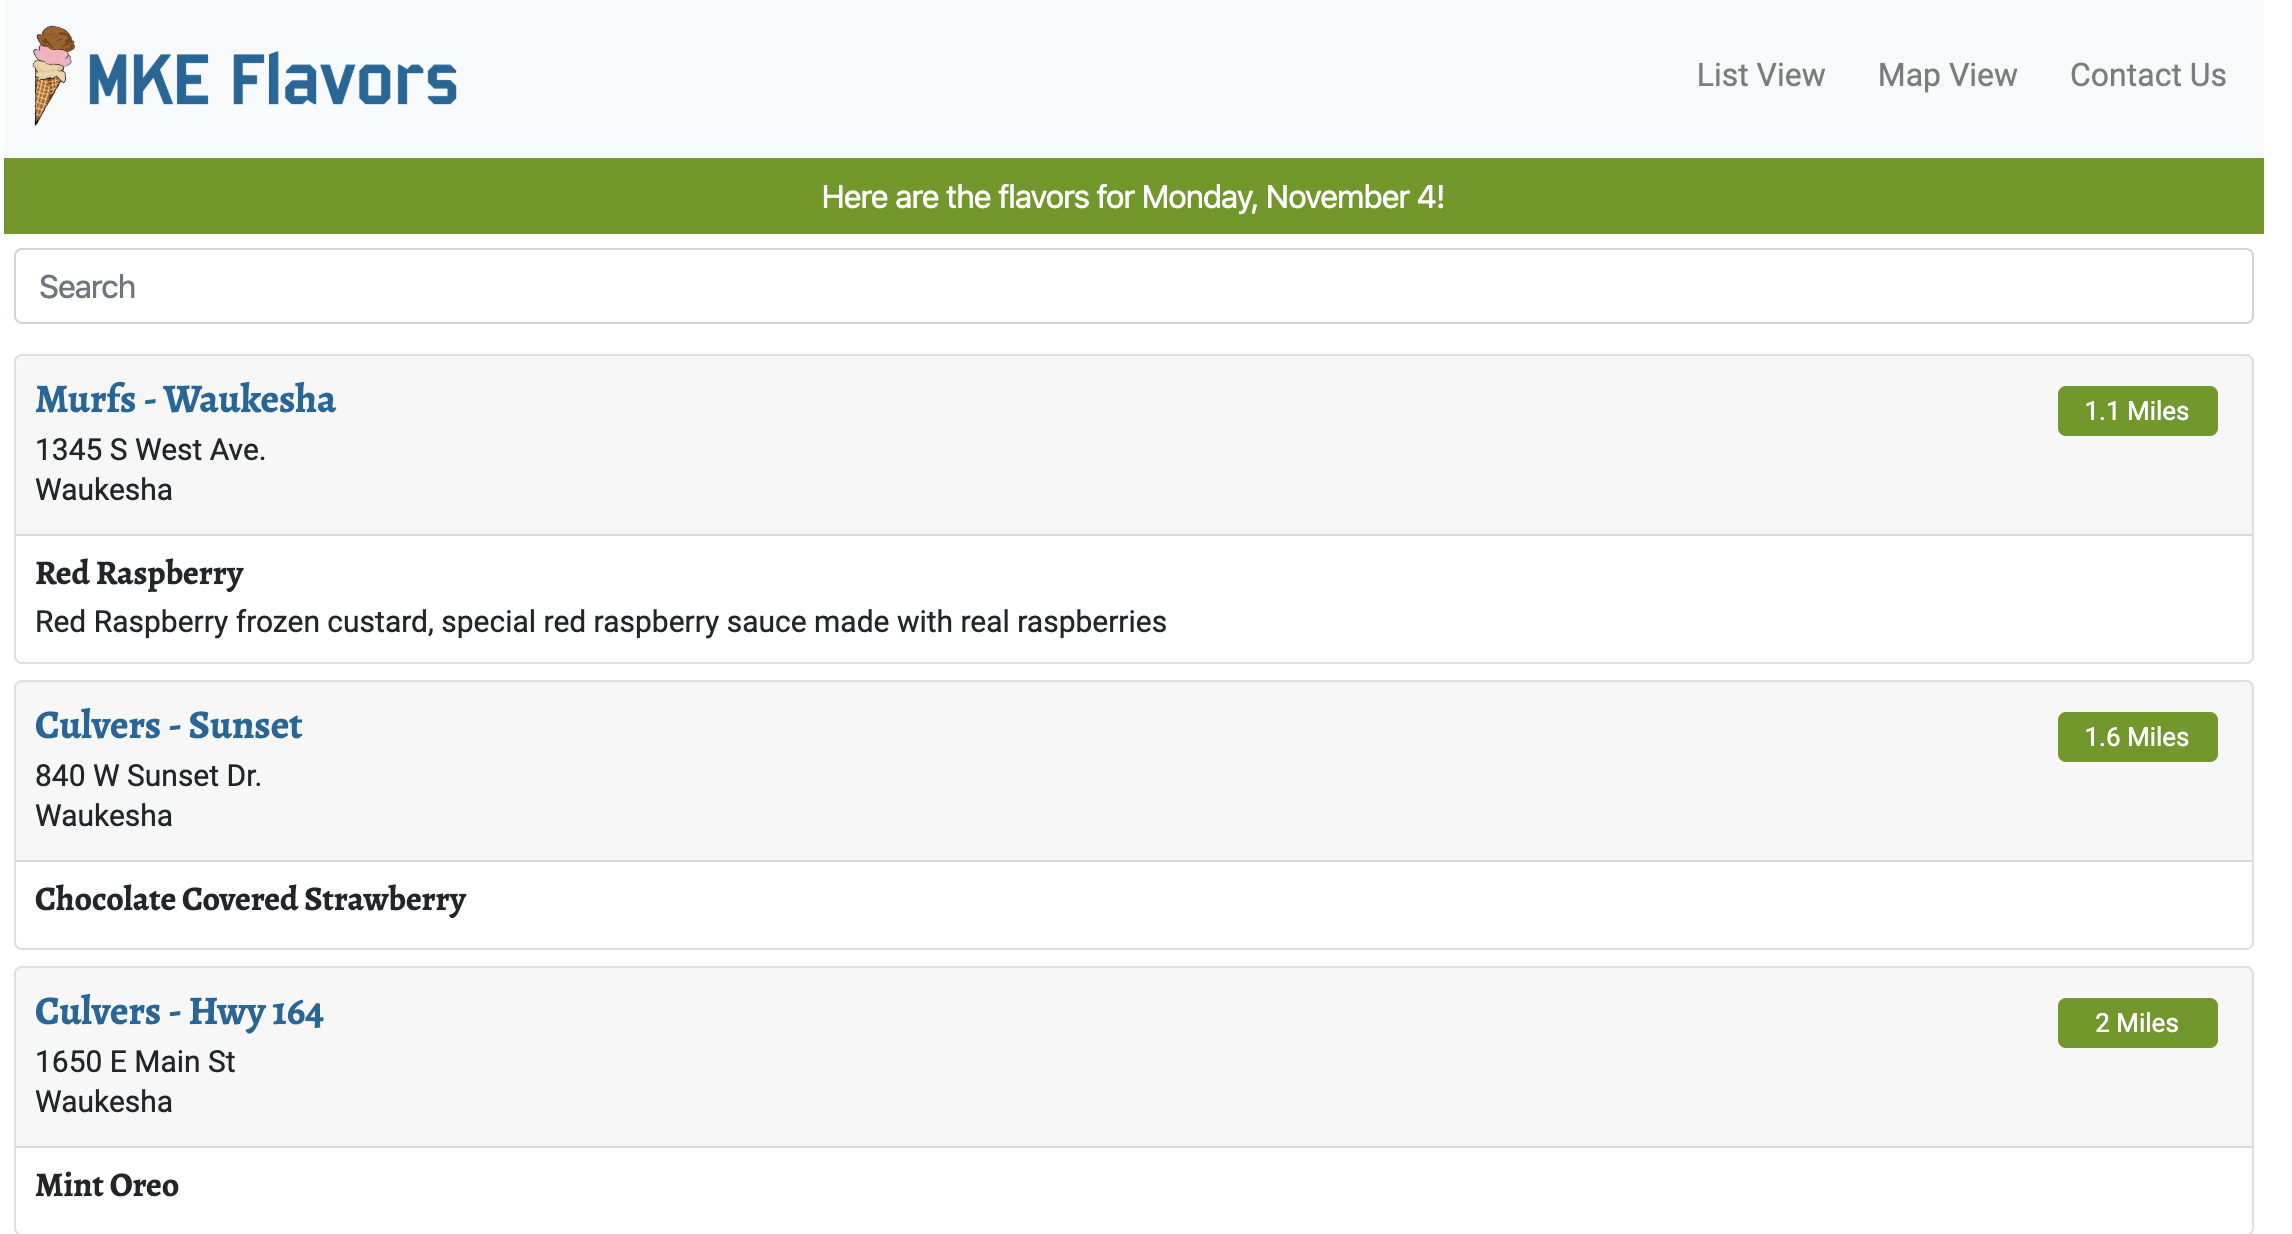 MKE Flavors
List View
Map View
Contact Us
Here are the flavors for Monday, November 4!
Search
Murfs - Waukesha
1.1 Miles
1345 S West Ave.
Waukesha
Red Raspberry
Red Raspberry frozen custard, special red raspberry sauce made with real raspberries
Culvers - Sunset
1.6 Miles
840 W Sunset Dr.
Waukesha
Chocolate Covered Strawberry
Culvers - Hwy 164
2 Miles
1650 E Main St
Waukesha
Mint Oreo